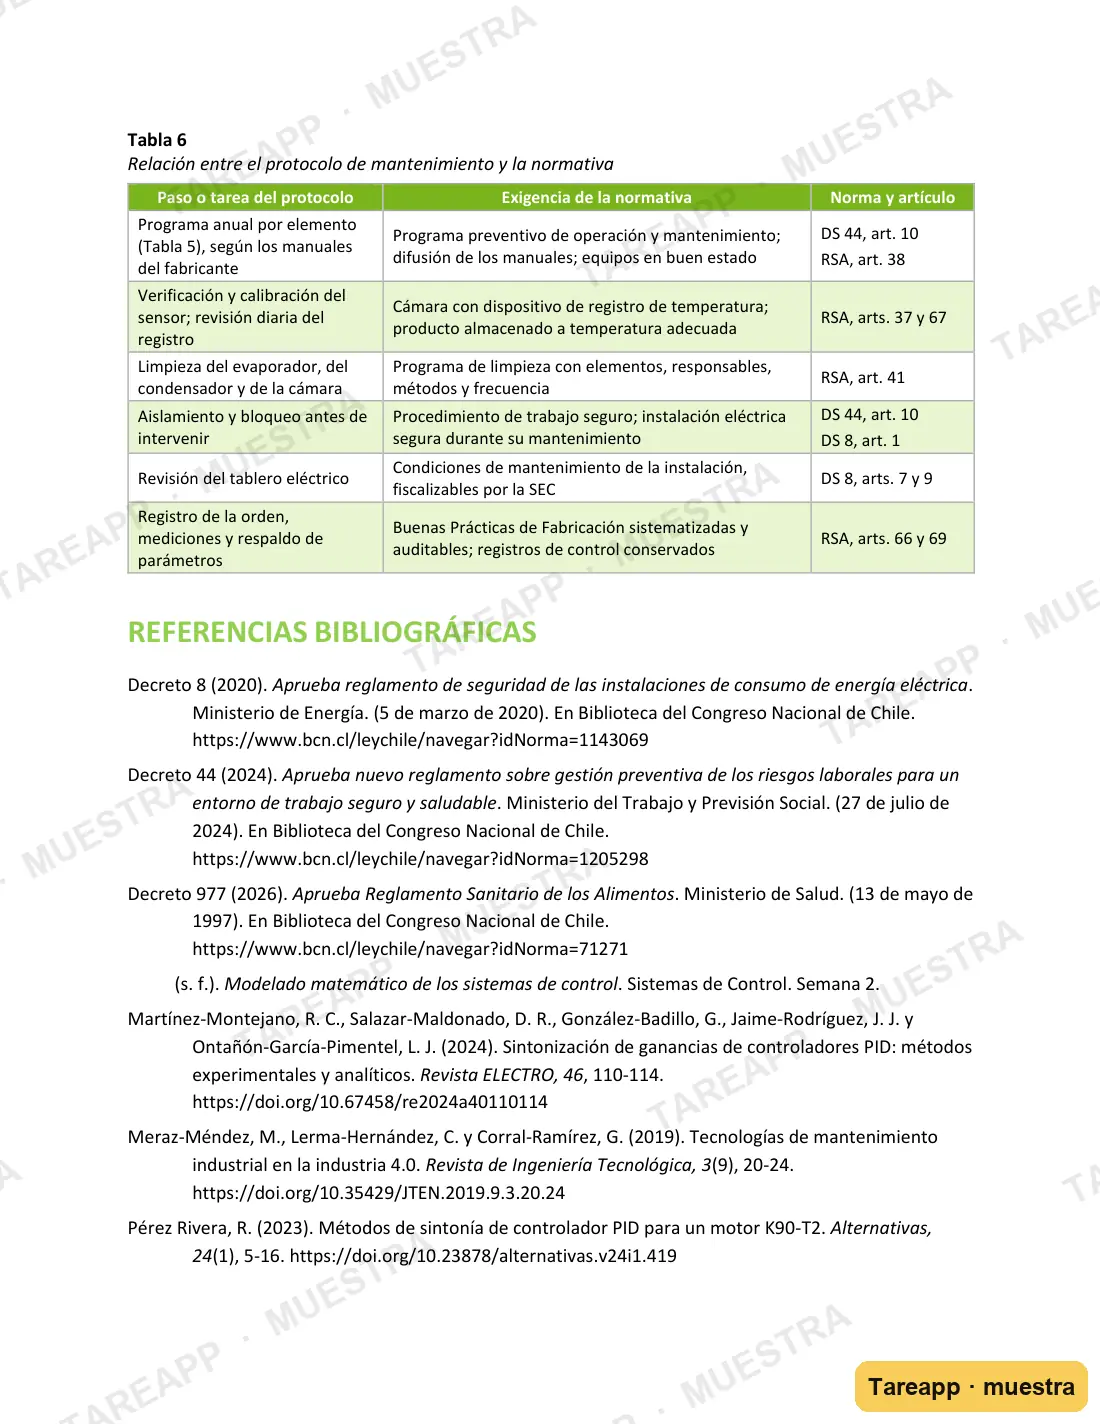 Tabla 6
Relación entre el protocolo de mantenimiento y la normativa
Paso o tarea del protocolo
Exigencia de la normativa
Norma y artículo
Programa anual por elemento
(Tabla 5), según los manuales
del fabricante
Programa preventivo de operación y mantenimiento;
difusión de los manuales; equipos en buen estado
DS 44, art. 10
RSA, art. 38
Verificación y calibración del
sensor; revisión diaria del
registro
Cámara con dispositivo de registro de temperatura;
producto almacenado a temperatura adecuada
RSA, arts. 37 y 67
Limpieza del evaporador, del
condensador y de la cámara
Programa de limpieza con elementos, responsables,
métodos y frecuencia
RSA, art. 41
Aislamiento y bloqueo antes de
intervenir
Procedimiento de trabajo seguro; instalación eléctrica
segura durante su mantenimiento
DS 44, art. 10
DS 8, art. 1
Revisión del tablero eléctrico
Condiciones de mantenimiento de la instalación,
fiscalizables por la SEC
DS 8, arts. 7 y 9
Registro de la orden,
mediciones y respaldo de
parámetros
Buenas Prácticas de Fabricación sistematizadas y
auditables; registros de control conservados
RSA, arts. 66 y 69
REFERENCIAS BIBLIOGRÁFICAS
Decreto 8 (2020). Aprueba reglamento de seguridad de las instalaciones de consumo de energía eléctrica.
Ministerio de Energía. (5 de marzo de 2020). En Biblioteca del Congreso Nacional de Chile.
https://www.bcn.cl/leychile/navegar?idNorma=1143069
Decreto 44 (2024). Aprueba nuevo reglamento sobre gestión preventiva de los riesgos laborales para un
entorno de trabajo seguro y saludable. Ministerio del Trabajo y Previsión Social. (27 de julio de
2024). En Biblioteca del Congreso Nacional de Chile.
https://www.bcn.cl/leychile/navegar?idNorma=1205298
Decreto 977 (2026). Aprueba Reglamento Sanitario de los Alimentos. Ministerio de Salud. (13 de mayo de
1997). En Biblioteca del Congreso Nacional de Chile.
https://www.bcn.cl/leychile/navegar?idNorma=71271
(s. f.). Modelado matemático de los sistemas de control. Sistemas de Control. Semana 2.
Martínez-Montejano, R. C., Salazar-Maldonado, D. R., González-Badillo, G., Jaime-Rodríguez, J. J. y
Ontañón-García-Pimentel, L. J. (2024). Sintonización de ganancias de controladores PID: métodos
experimentales y analíticos. Revista ELECTRO, 46, 110-114.
https://doi.org/10.67458/re2024a40110114
Meraz-Méndez, M., Lerma-Hernández, C. y Corral-Ramírez, G. (2019). Tecnologías de mantenimiento
industrial en la industria 4.0. Revista de Ingeniería Tecnológica, 3(9), 20-24.
https://doi.org/10.35429/JTEN.2019.9.3.20.24
Pérez Rivera, R. (2023). Métodos de sintonía de controlador PID para un motor K90-T2. Alternativas,
24(1), 5-16. https://doi.org/10.23878/alternativas.v24i1.419
TAREAPP · MUESTRA
Tareapp · muestra